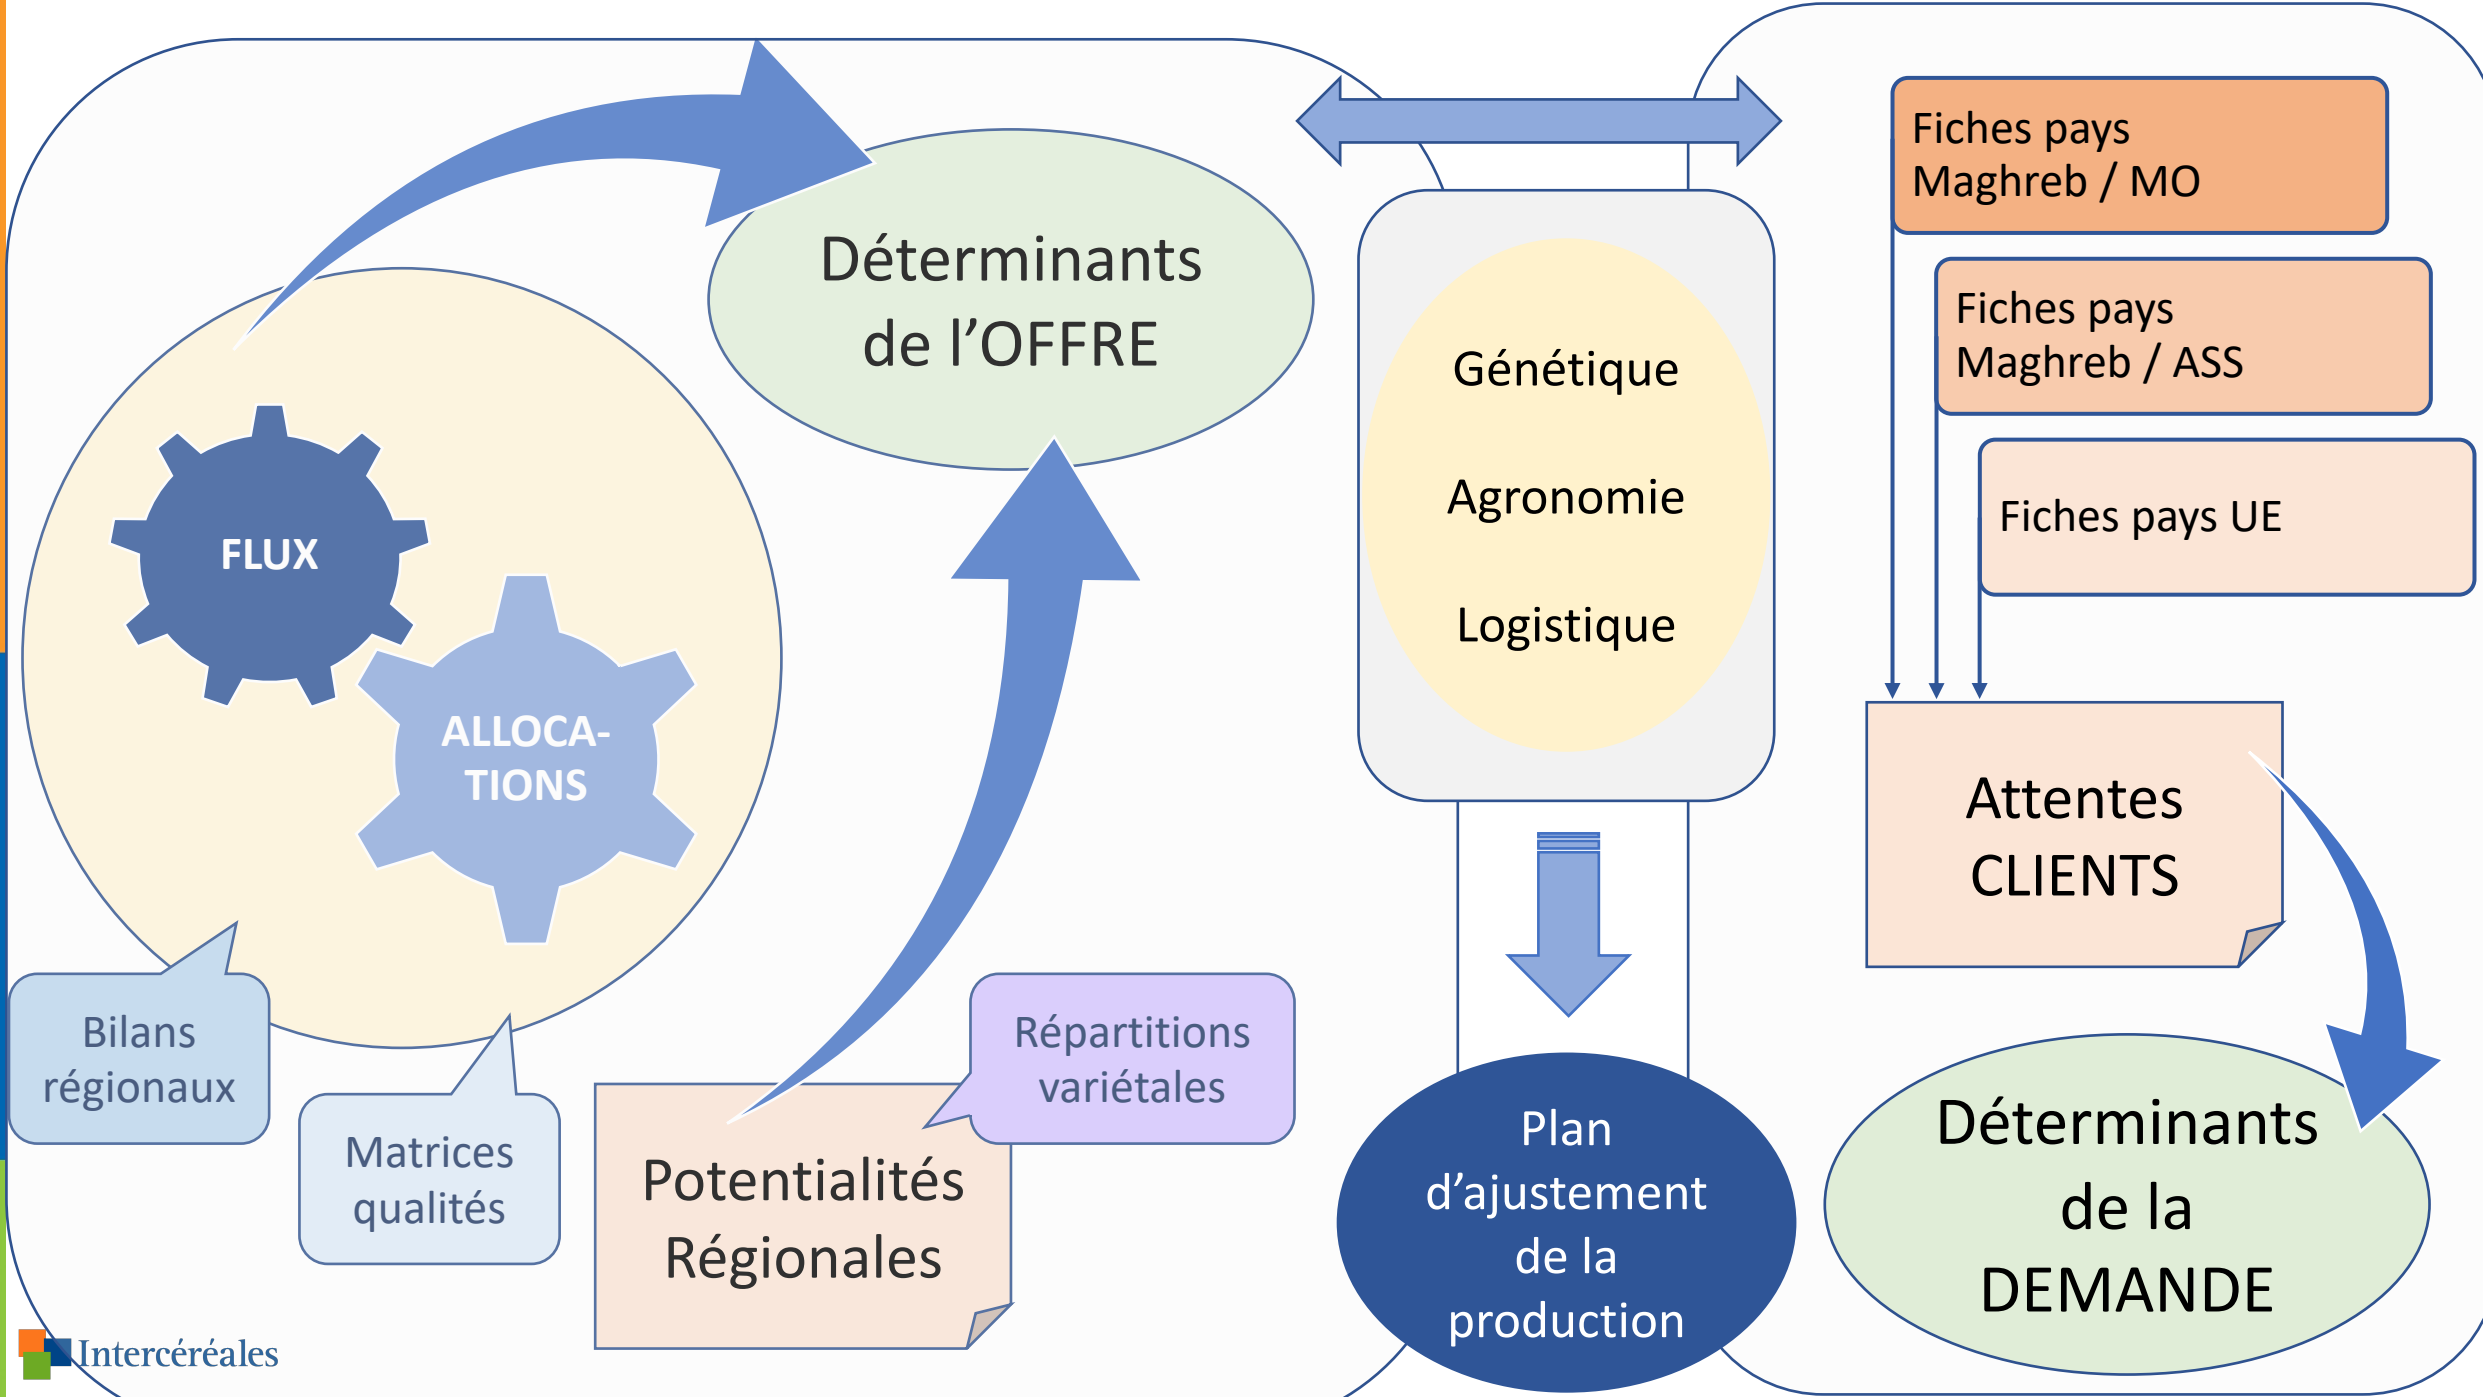 Déterminants
de l’OFFRE
FLUX
ALLOCA-
TIONS
Bilans
régionaux
Matrices
qualités
Potentialités
Régionales
Répartitions
variétales
Génétique
Agronomie
Logistique
Plan
d’ajustement
de la
production
Fiches pays
Maghreb / MO
Fiches pays
Maghreb / ASS
Fiches pays UE
Attentes
CLIENTS
Déterminants
de la
DEMANDE
Intercéréales